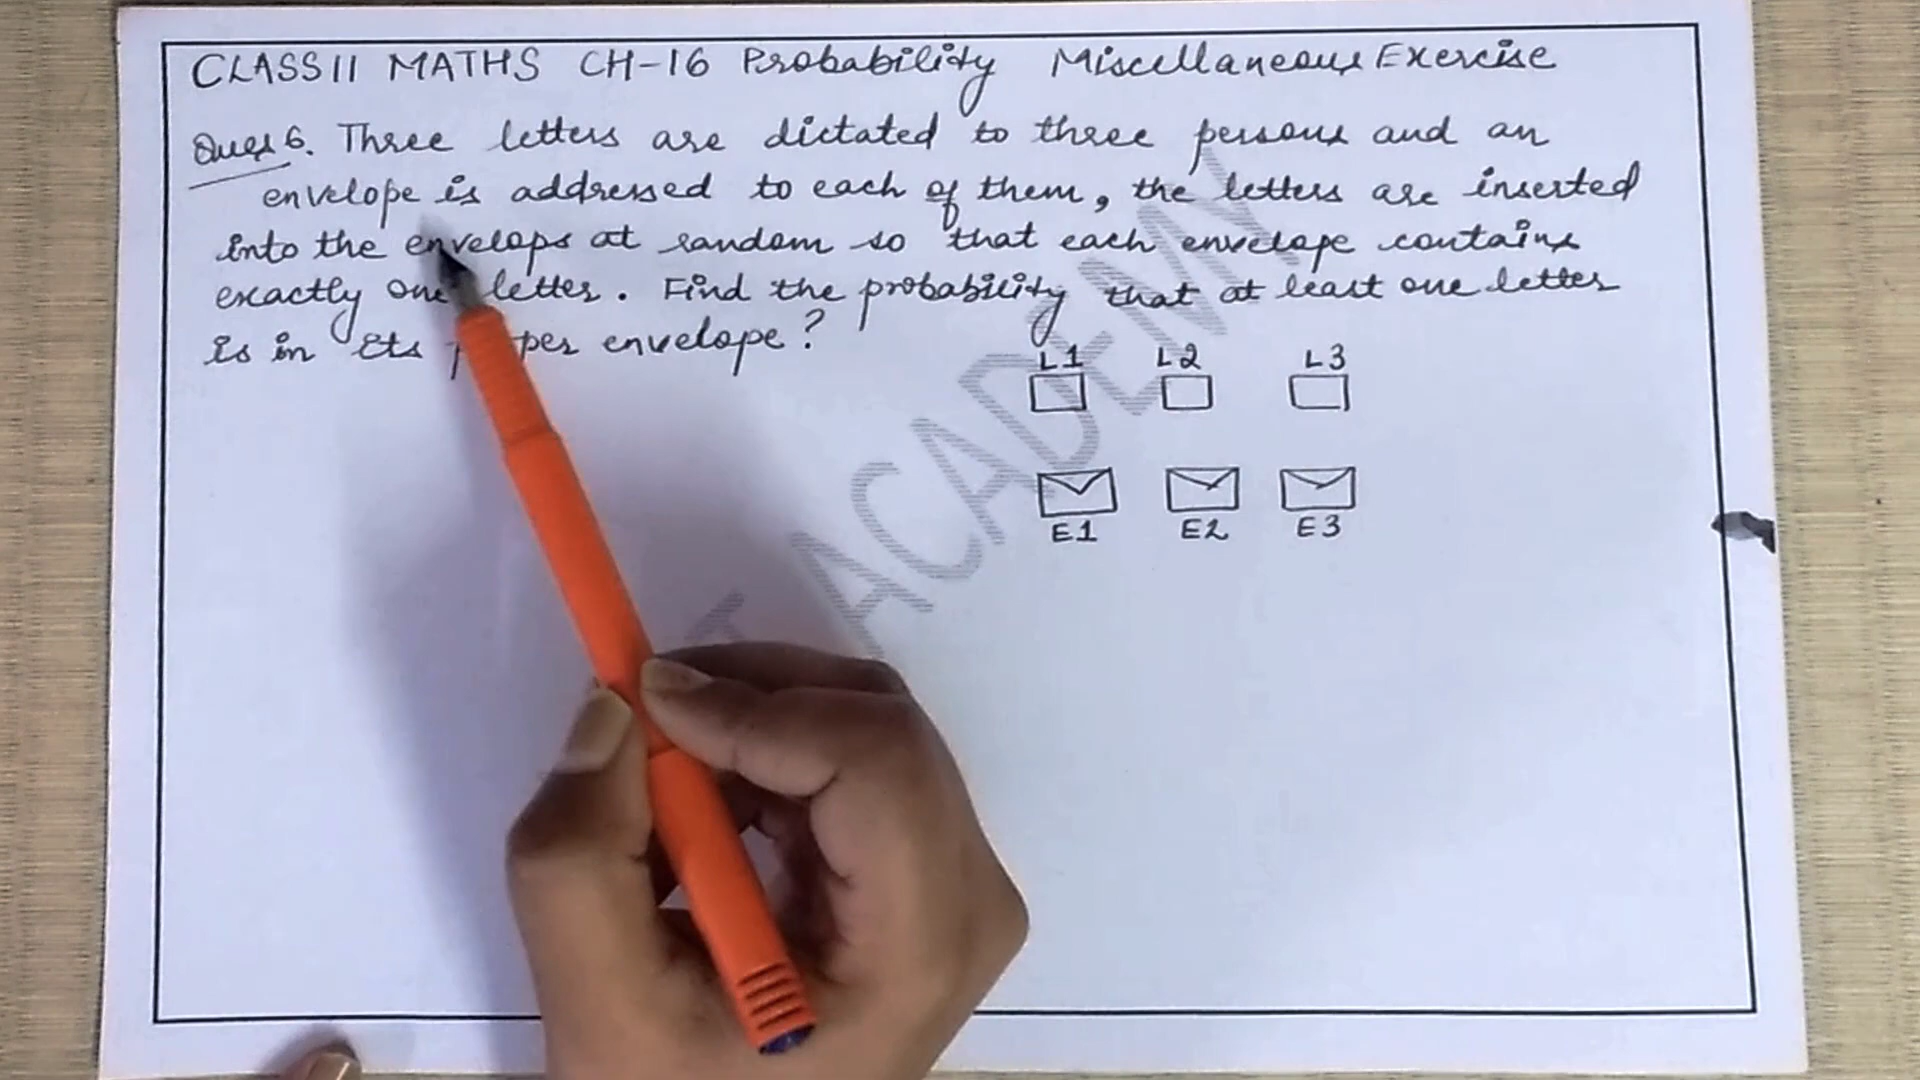 CLASS 11 MATHS CH-16 Probability Miscellaneous Exercise
Ques 6. Three letters are dictated to three persons and an
envelope is addressed to each of them, the letters are inserted
into the envelops at random so that each envelope contains
exactly one letter. Find the probability that at least one letter
is in its envelope?
L1 L2 L3
E1 E2 E3
ACADEMY